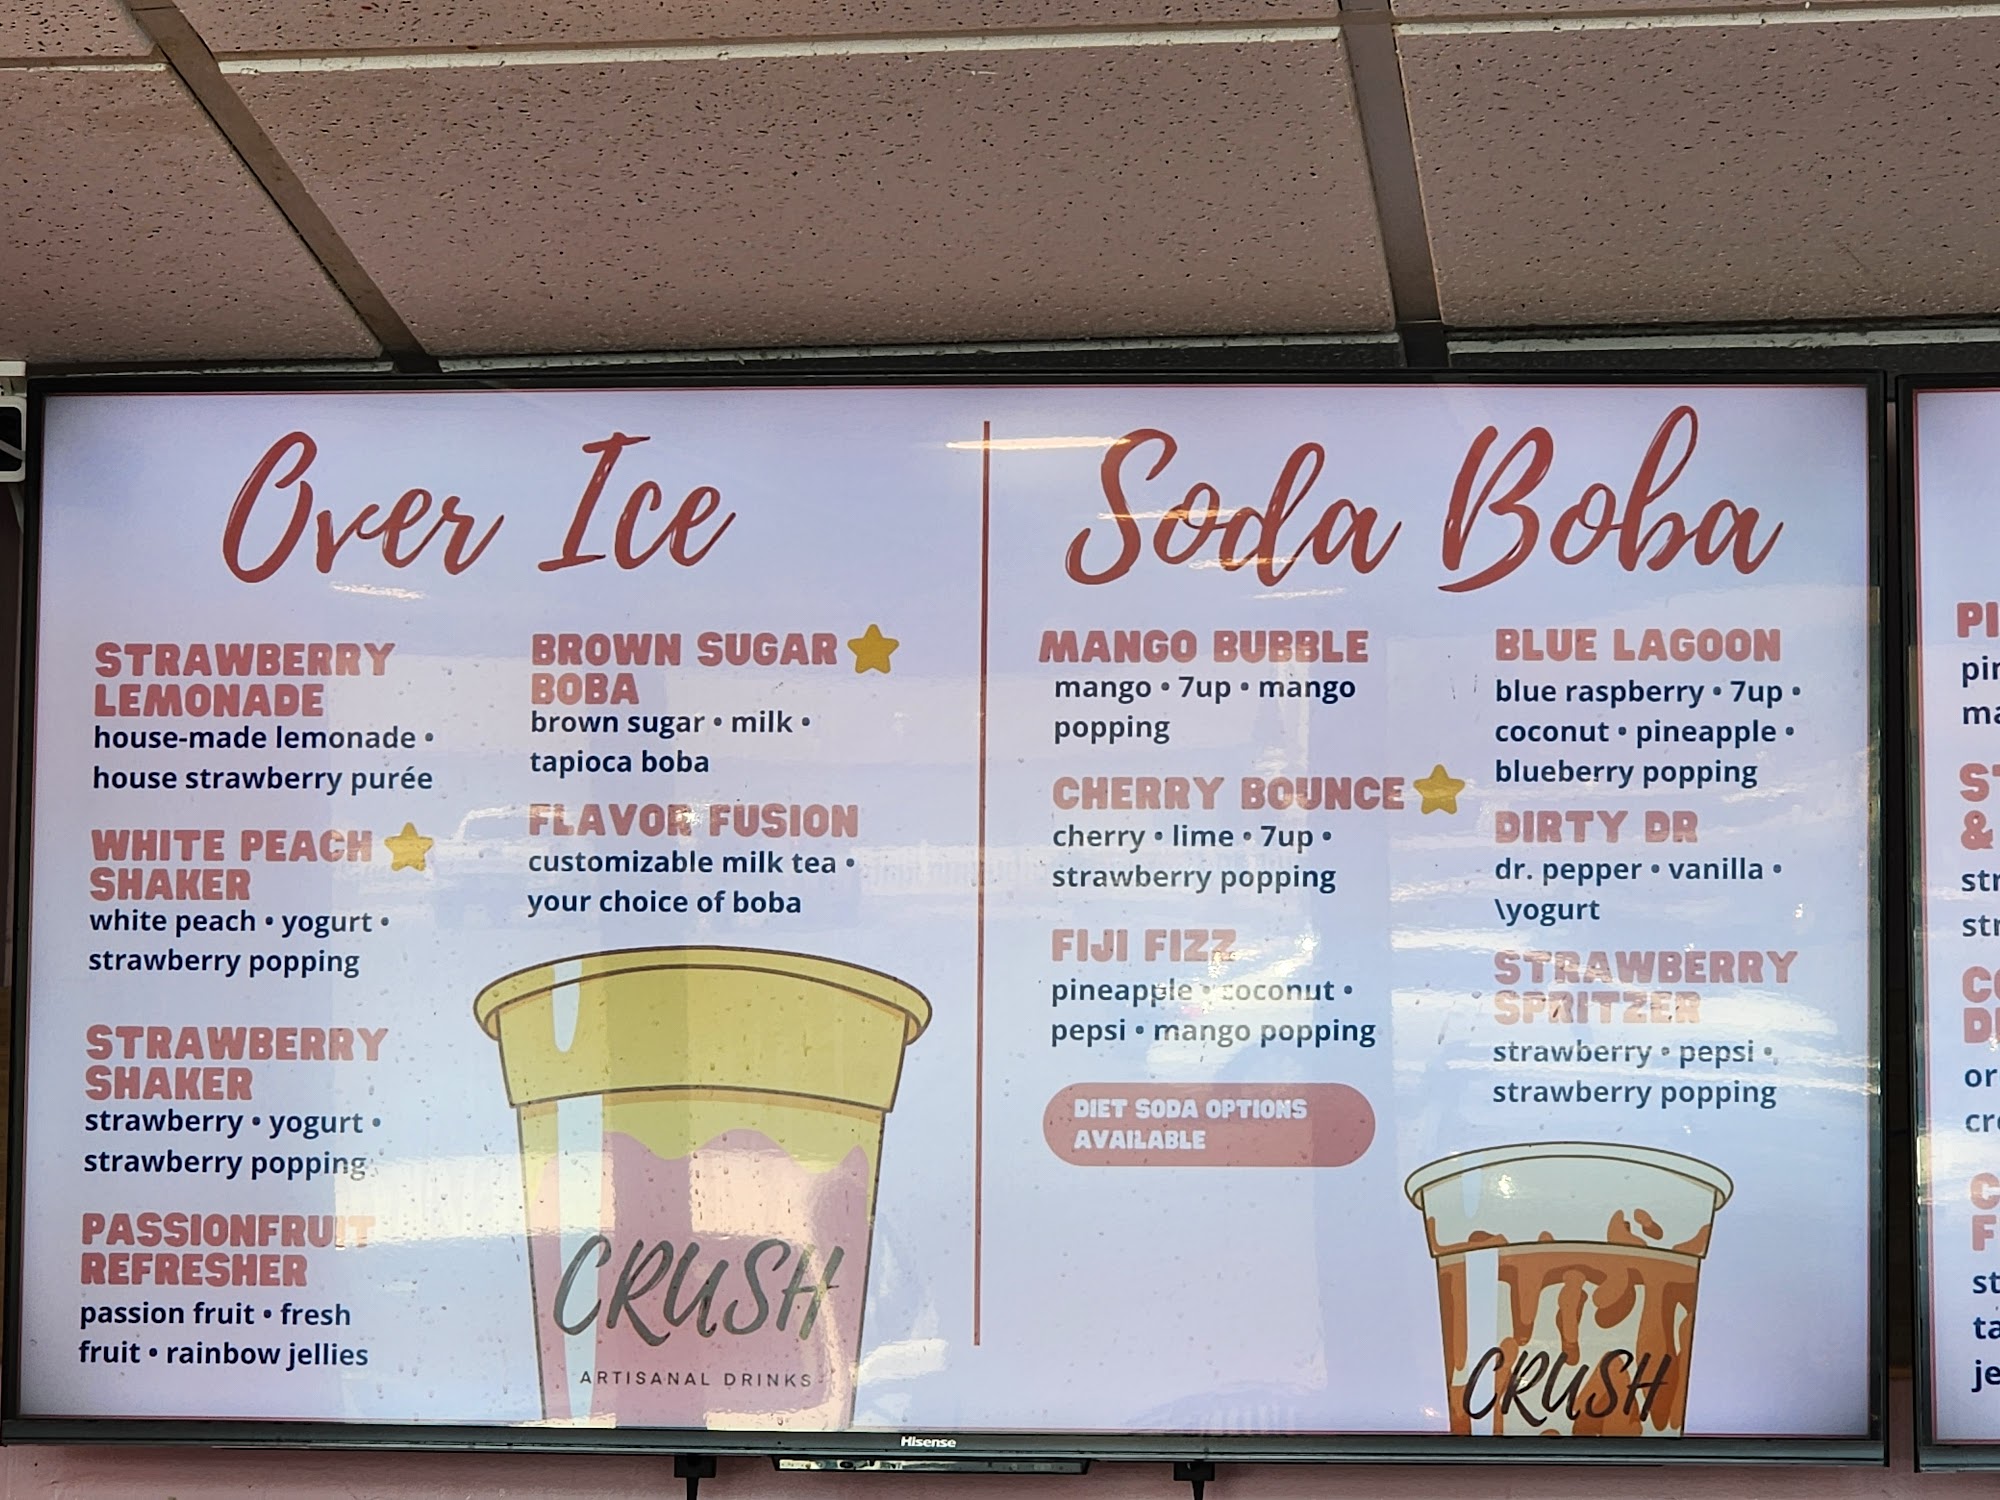 Over Ice
STRAWBERRY
LEMONADE
house-made lemonade •
house strawberry purée
WHITE PEACH
SHAKER
white peach • yogurt •
strawberry popping
STRAWBERRY
SHAKER
strawberry • yogurt •
strawberry popping
PASSIONFRUIT
REFRESHER
passion fruit • fresh
fruit • rainbow jellies
BROWN SUGAR
BOBA
brown sugar • milk •
tapioca boba
FLAVOR FUSION
customizable milk tea •
your choice of boba
CRUSH
ARTISANAL DRINKS
Soda Boba
MANGO BUBBLE
mango • 7up • mango
popping
CHERRY BOUNCE
cherry • lime • 7up •
strawberry popping
FIJI FIZZ
pineapple • coconut •
pepsi • mango popping
DIET SODA OPTIONS
AVAILABLE
BLUE LAGOON
blue raspberry • 7up •
coconut • pineapple •
blueberry popping
DIRTY DR
dr. pepper • vanilla •
\yogurt
STRAWBERRY
SPRITZER
strawberry • pepsi •
strawberry popping
CRUSH
Hisense